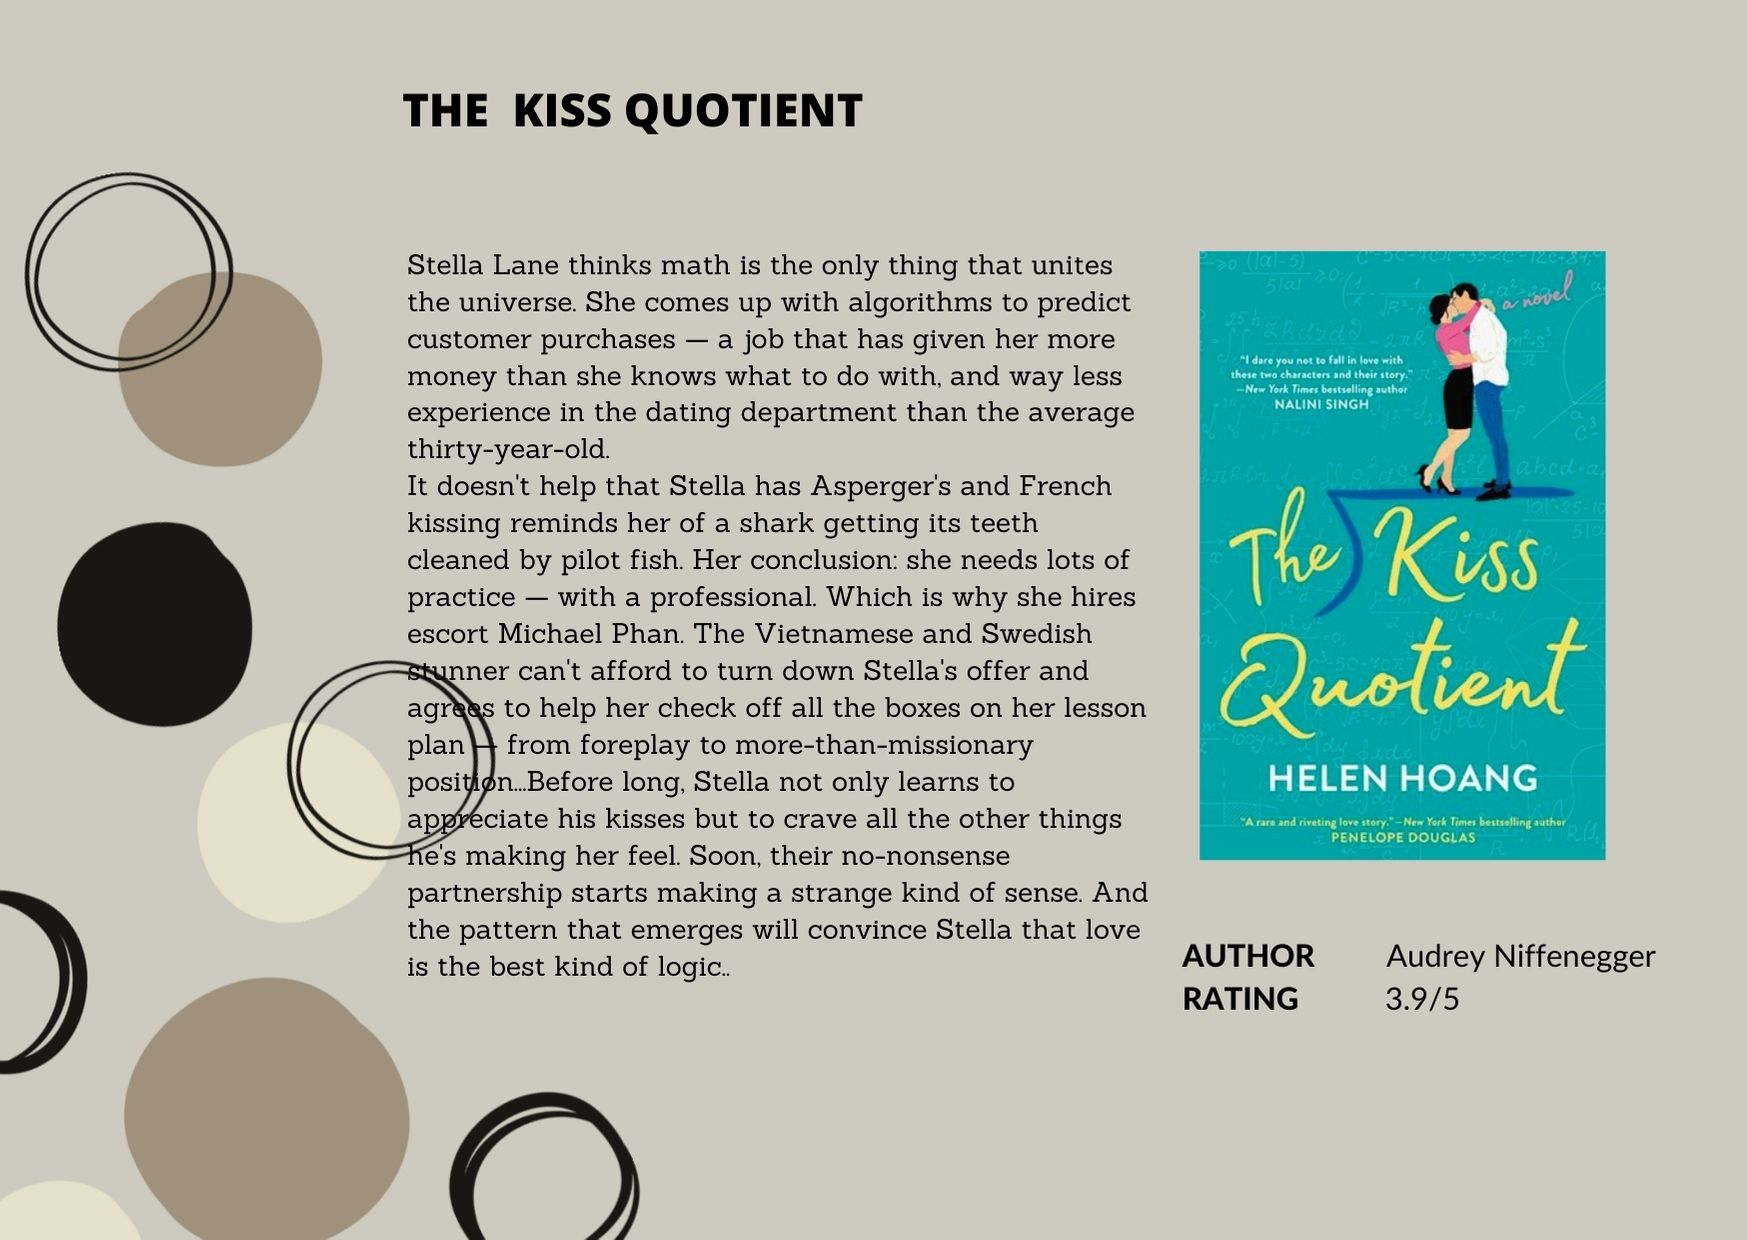 THE KISS QUOTIENT
Stella Lane thinks math is the only thing that unites
the universe. She comes up with algorithms to predict
customer purchases — a job that has given her more
money than she knows what to do with, and way less
experience in the dating department than the average
thirty-year-old.
It doesn't help that Stella has Asperger's and French
kissing reminds her of a shark getting its teeth
cleaned by pilot fish. Her conclusion: she needs lots of
practice — with a professional. Which is why she hires
escort Michael Phan. The Vietnamese and Swedish
stunner can't afford to turn down Stella's offer and
agrees to help her check off all the boxes on her lesson
plan — from foreplay to more-than-missionary
position...Before long, Stella not only learns to
appreciate his kisses but to crave all the other things
he's making her feel. Soon, their no-nonsense
partnership starts making a strange kind of sense. And
the pattern that emerges will convince Stella that love
is the best kind of logic..
a novel
"I dare you not to fall in love with
these two characters and their story."
—New York Times bestselling author
NALINI SINGH
The Kiss
Quotient
HELEN HOANG
"A rare and riveting love story."—New York Times bestselling author
PENELOPE DOUGLAS
AUTHOR Audrey Niffenegger
RATING 3.9/5